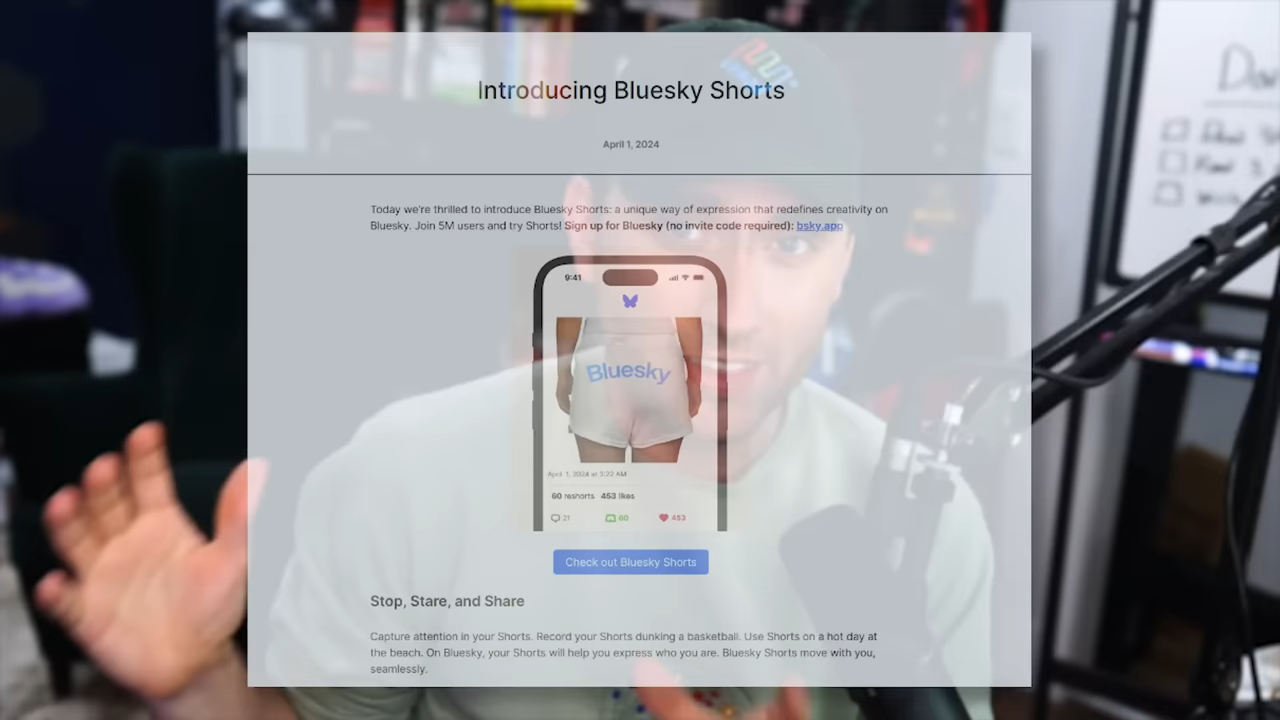 Introducing Bluesky Shorts
April 1, 2024
Today we're thrilled to introduce Bluesky Shorts: a unique way of expression that redefines creativity on
Bluesky. Join 5M users and try Shorts! Sign up for Bluesky (no invite code required): bsky.app
9:41
Bluesky
April 1, 2024 at 3:22 AM
60 reshorts 453 likes
21 60 453
Check out Bluesky Shorts
Stop, Stare, and Share
Capture attention in your Shorts. Record your Shorts dunking a basketball. Use Shorts on a hot day at
the beach. On Bluesky, your Shorts will help you express who you are. Bluesky Shorts move with you,
seamlessly.